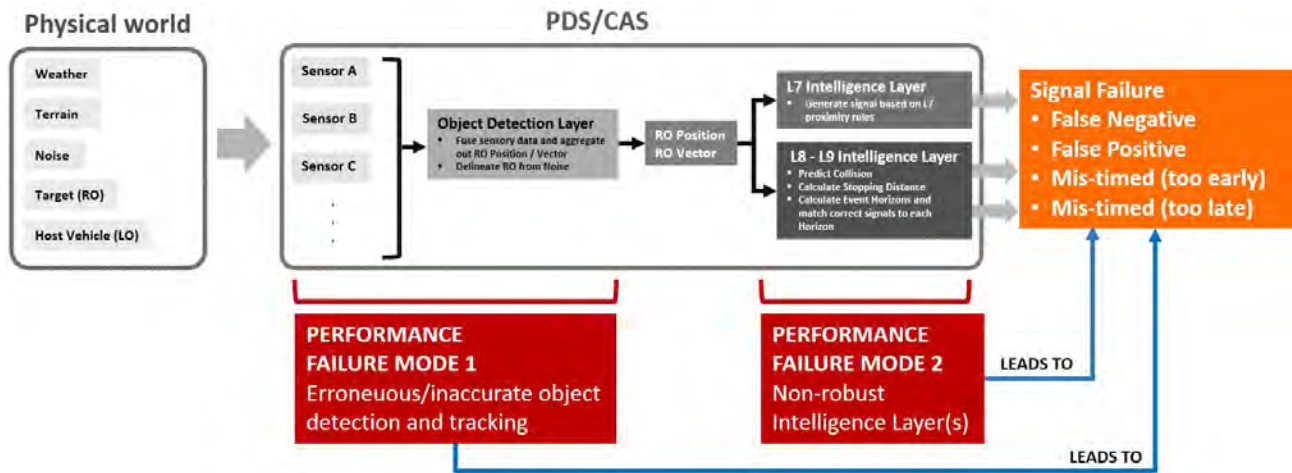 Physical world
Weather
Terrain
Noise
Target (RO)
Host Vehicle (LO)
PDS/CAS
Sensor A
Sensor B
Sensor C
.
.
.
Object Detection Layer
• Fuse sensory data and aggregate
out RO Position / Vector
• Delineate RO from Noise
RO Position
RO Vector
L7 Intelligence Layer
• Generate signal based on L7
proximity rules
L8 - L9 Intelligence Layer
• Predict Collision
• Calculate Stopping Distance
• Calculate Event Horizons and
match correct signals to each
Horizon
Signal Failure
• False Negative
• False Positive
• Mis-timed (too early)
• Mis-timed (too late)
PERFORMANCE
FAILURE MODE 1
Erroneuous/inaccurate object
detection and tracking
PERFORMANCE
FAILURE MODE 2
Non-robust
Intelligence Layer(s)
LEADS TO
LEADS TO